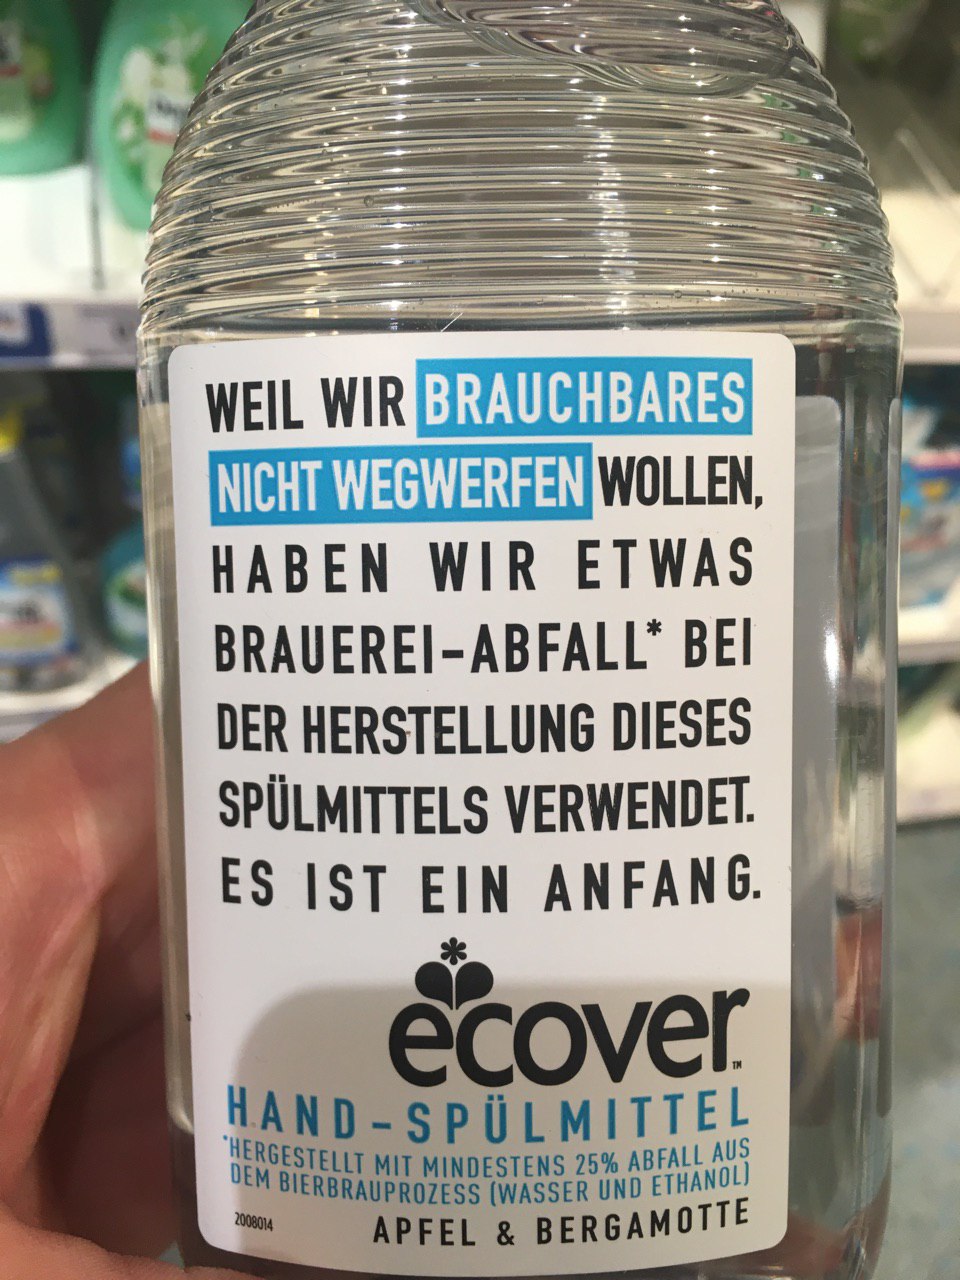 WEIL WIR BRAUCHBARES
NICHT WEGWERFEN WOLLEN,
HABEN WIR ETWAS
BRAUEREI-ABFALL* BEI
DER HERSTELLUNG DIESES
SPÜLMITTELS VERWENDET.
ES IST EIN ANFANG.
ecover™
HAND-SPÜLMITTEL
*HERGESTELLT MIT MINDESTENS 25% ABFALL AUS
DEM BIERBRAUPROZESS (WASSER UND ETHANOL)
2008014
APFEL & BERGAMOTTE